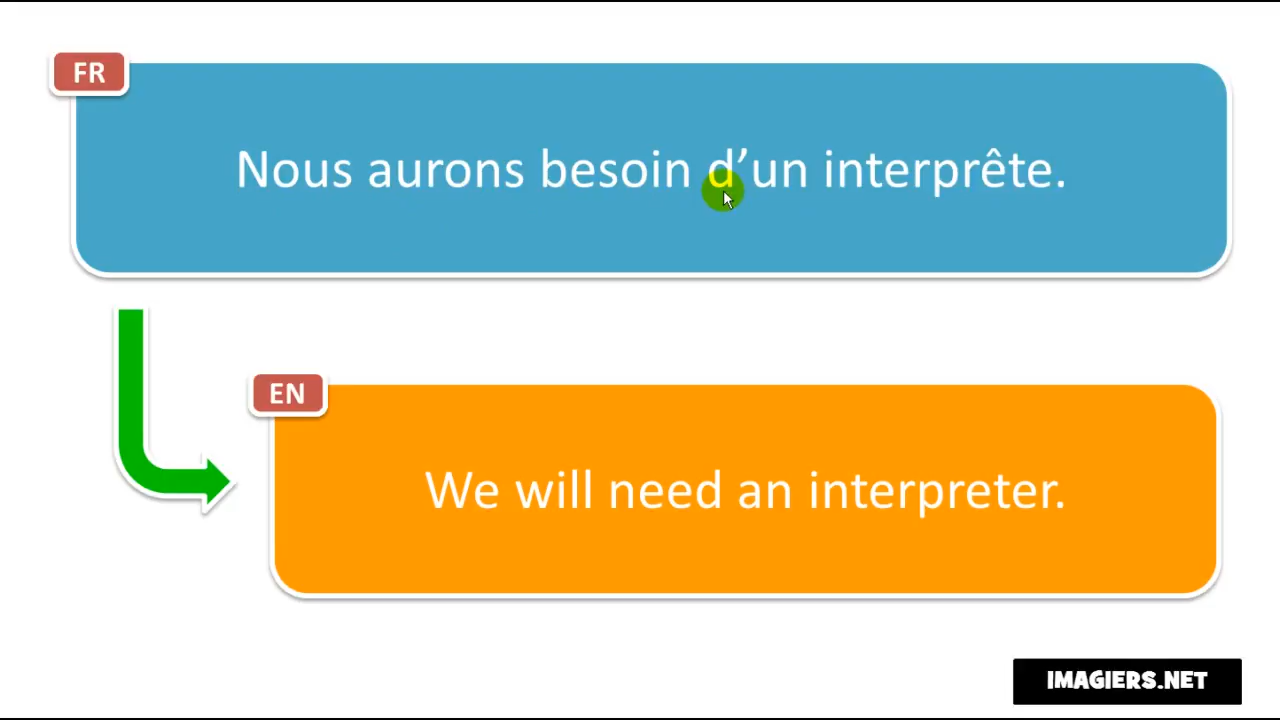 FR
Nous aurons besoin d’un interprête.
EN
We will need an interpreter.
IMAGIERS.NET